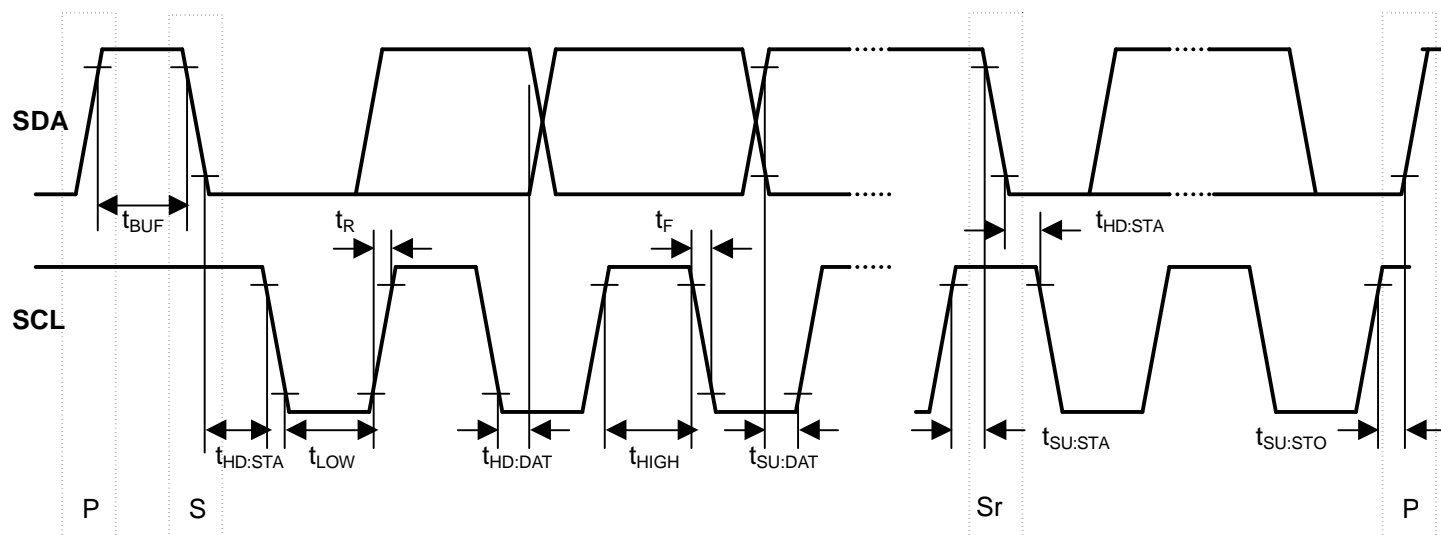 SDA
tBUF
tR
tF
tHD:STA
SCL
tHD:STA
tLOW
tHD:DAT
tHIGH
tSU:DAT
tSU:STA
tSU:STO
P
S
Sr
P